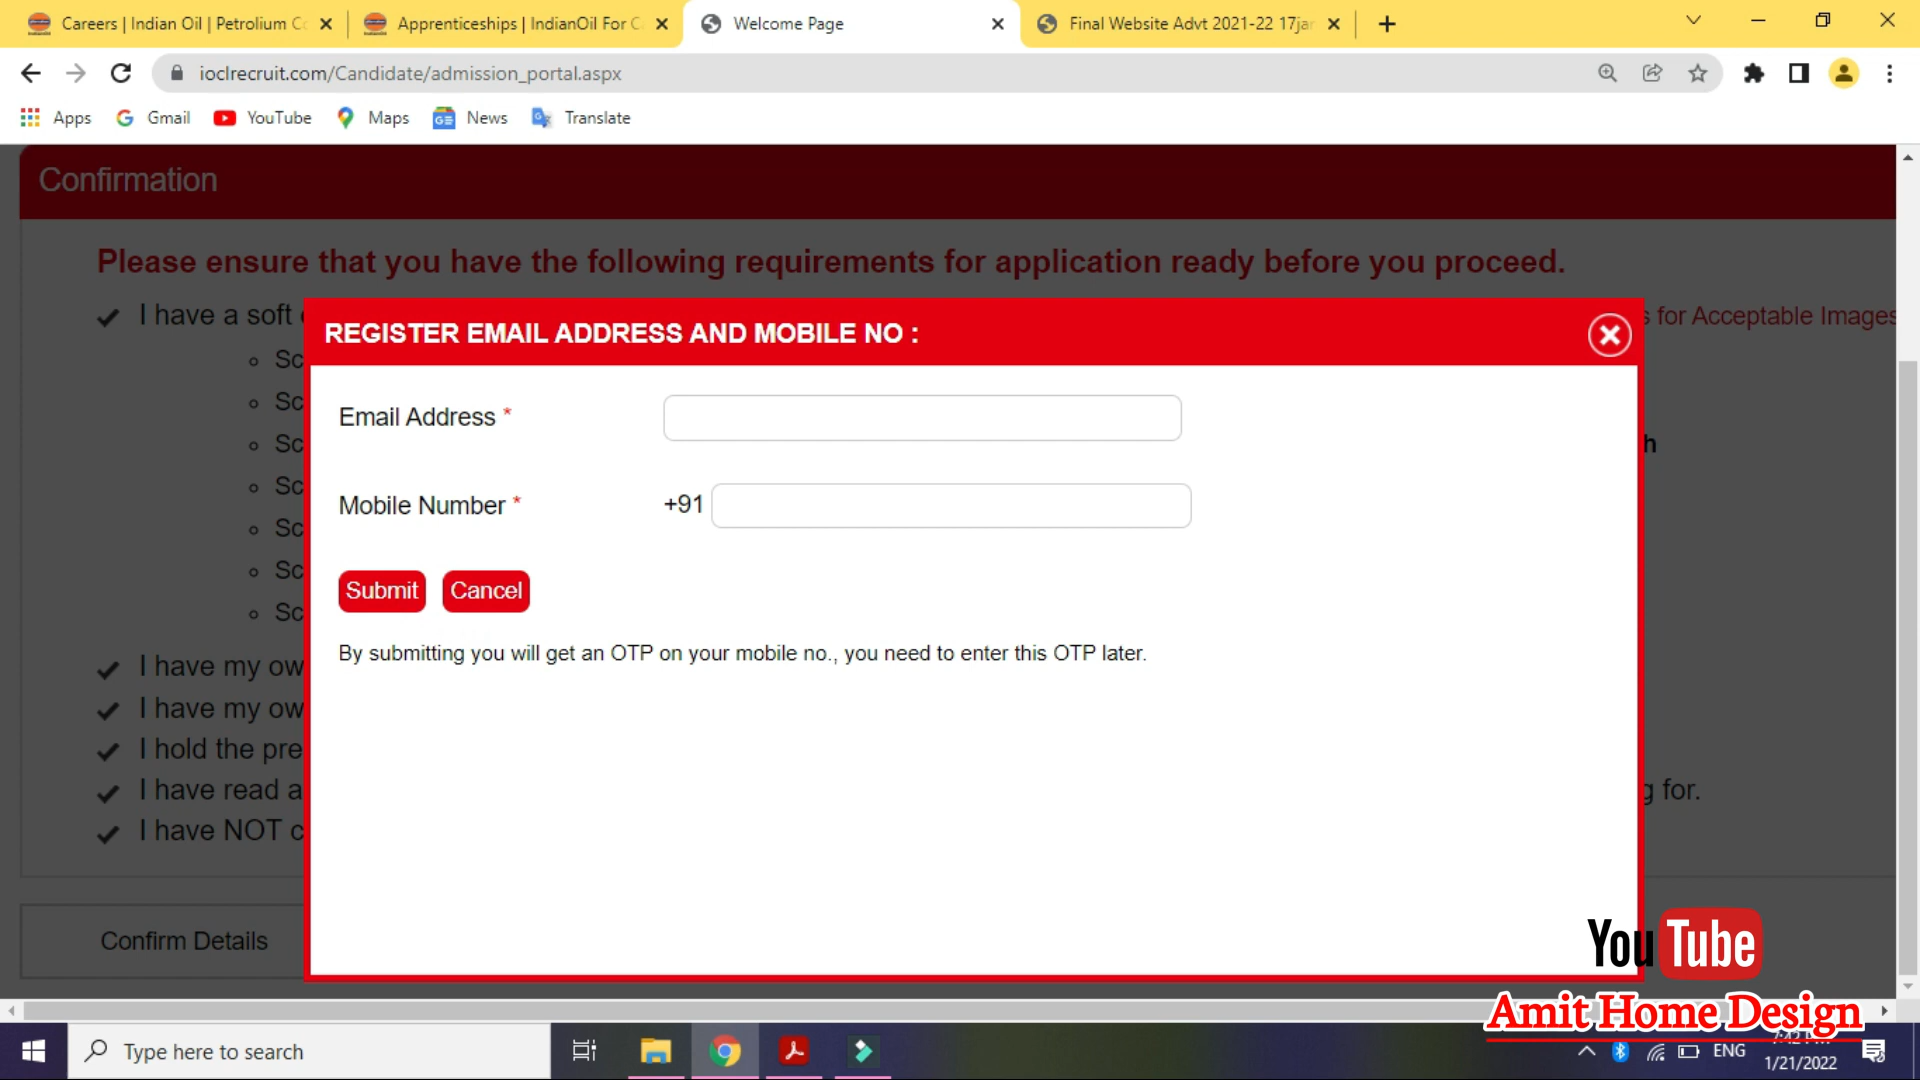 Careers | Indian Oil | Petrolium C
Apprenticeships | IndianOil For C
Welcome Page
Final Website Advt 2021-22 17jan
ioclrecruit.com/Candidate/admission_portal.aspx
Apps
Gmail
YouTube
Maps
News
Translate
Confirmation
Please ensure that you have the following requirements for application ready before you proceed.
I have a soft
s for Acceptable Images
REGISTER EMAIL ADDRESS AND MOBILE NO :
Sc
Sc
Sc
h
Sc
Sc
Sc
Sc
Email Address *
Mobile Number *
+91
Submit
Cancel
By submitting you will get an OTP on your mobile no., you need to enter this OTP later.
I have my ow
I have my ow
I hold the pre
I have read a
g for.
I have NOT c
Confirm Details
YouTube
Amit Home Design
Type here to search
ENG
1/21/2022